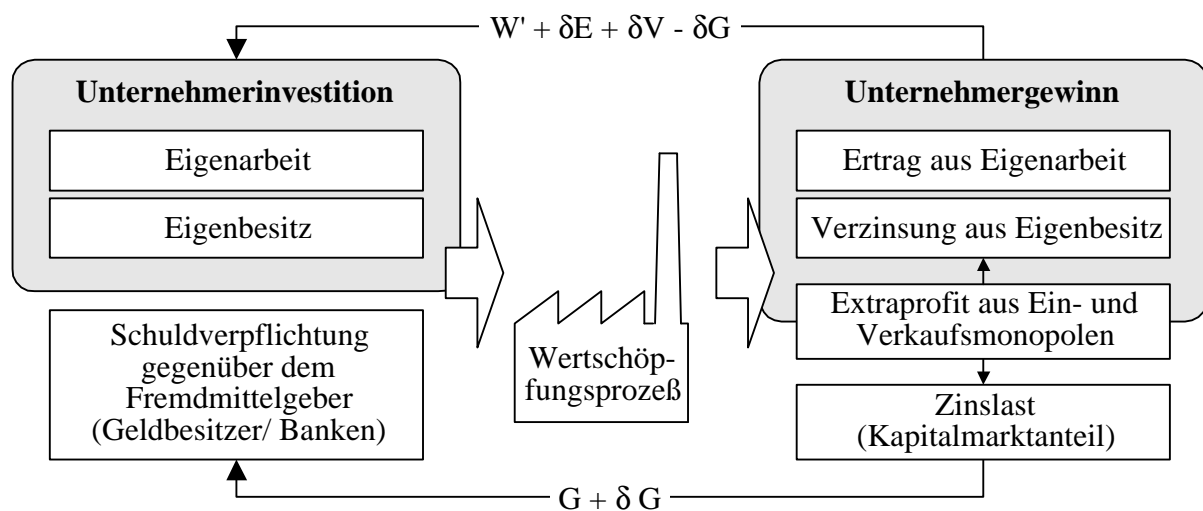 W' + δE + δV - δG
Unternehmerinvestition
Eigenarbeit
Eigenbesitz
Schuldverpflichtung
gegenüber dem
Fremdmittelgeber
(Geldbesitzer/ Banken)
Wertschöp-
fungsprozeß
Unternehmergewinn
Ertrag aus Eigenarbeit
Verzinsung aus Eigenbesitz
Extraprofit aus Ein- und
Verkaufsmonopolen
Zinslast
(Kapitalmarktanteil)
G + δ G